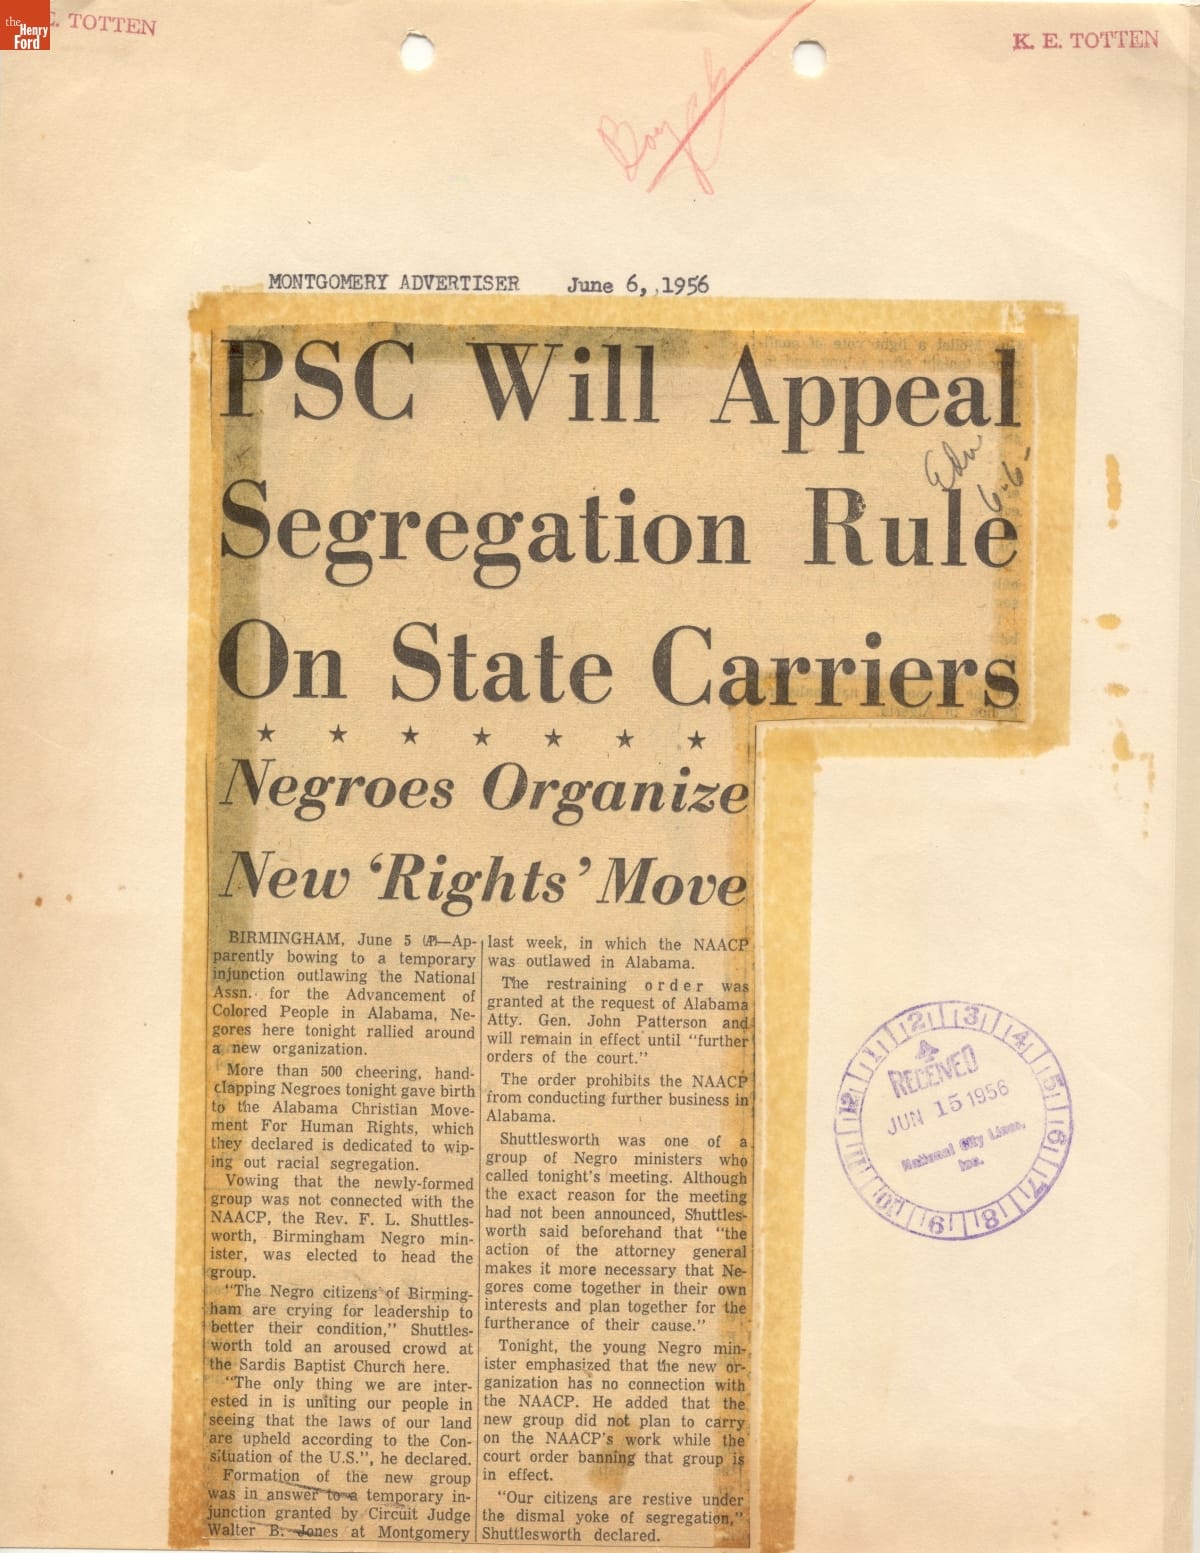 the
Henry
Ford
E. TOTTEN
K. E. TOTTEN
MONTGOMERY ADVERTISER June 6, 1956
PSC Will Appeal
Segregation Rule
On State Carriers
★ ★ ★ ★ ★ ★ ★
Negroes Organize
New ‘Rights’ Move
BIRMINGHAM, June 5 (AP)—Ap-
parently bowing to a temporary
injunction outlawing the National
Assn. for the Advancement of
Colored People in Alabama, Ne-
gores here tonight rallied around
a new organization.
More than 500 cheering, hand-
clapping Negroes tonight gave birth
to the Alabama Christian Move-
ment For Human Rights, which
they declared is dedicated to wip-
ing out racial segregation.
Vowing that the newly-formed
group was not connected with the
NAACP, the Rev. F. L. Shuttles-
worth, Birmingham Negro min-
ister, was elected to head the
group.
"The Negro citizens of Birming-
ham are crying for leadership to
better their condition," Shuttles-
worth told an aroused crowd at
the Sardis Baptist Church here.
"The only thing we are inter-
ested in is uniting our people in
seeing that the laws of our land
are upheld according to the Con-
situation of the U.S.", he declared.
Formation of the new group
was in answer to a temporary in-
junction granted by Circuit Judge
Walter B. Jones at Montgomery
last week, in which the NAACP
was outlawed in Alabama.
The restraining order was
granted at the request of Alabama
Atty. Gen. John Patterson and
will remain in effect until "further
orders of the court."
The order prohibits the NAACP
from conducting further business in
Alabama.
Shuttlesworth was one of a
group of Negro ministers who
called tonight's meeting. Although
the exact reason for the meeting
had not been announced, Shuttles-
worth said beforehand that "the
action of the attorney general
makes it more necessary that Ne-
gores come together in their own
interests and plan together for the
furtherance of their cause."
Tonight, the young Negro min-
ister emphasized that the new or-
ganization has no connection with
the NAACP. He added that the
new group did not plan to carry
on the NAACP's work while the
court order banning that group is
in effect.
"Our citizens are restive under
the dismal yoke of segregation,"
Shuttlesworth declared.
6-6-
12 1 2 3 4 5 6 7 8 9 10 11
A
RECEIVED
JUN 15 1956
National City Lines,
Inc.